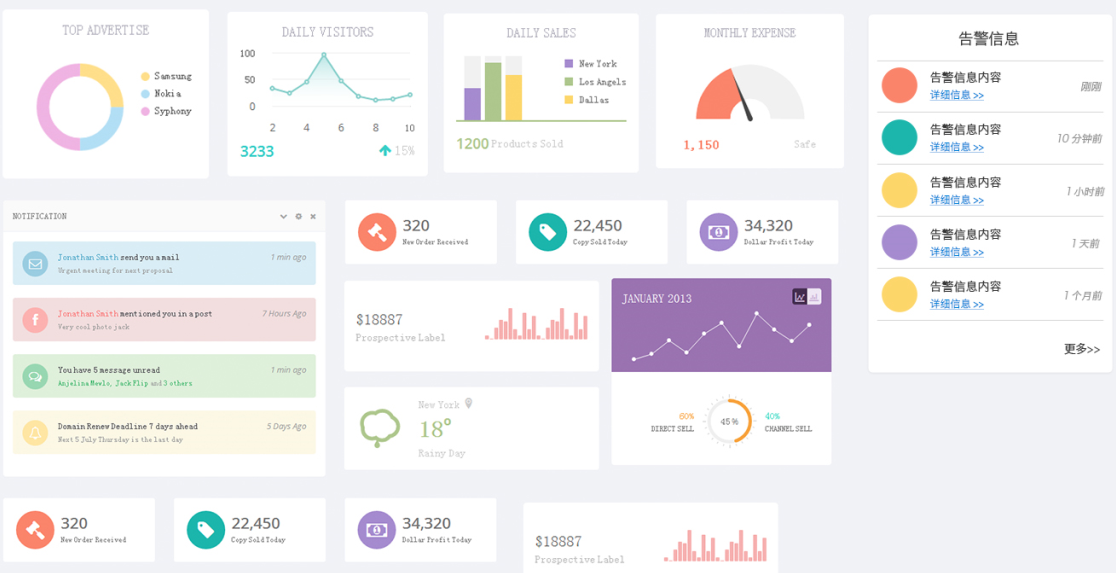 TOP ADVERTISE
Samsung
Nokia
Syphony
DAILY VISITORS
100
50
0
2 4 6 8 10
3233
15%
DAILY SALES
New York
Los Angels
Dallas
1200 Products Sold
MONTHLY EXPENSE
1,150
Safe
告警信息
告警信息内容
刚刚
详细信息 >>
告警信息内容
10 分钟前
详细信息 >>
告警信息内容
1 小时前
详细信息 >>
告警信息内容
1 天前
详细信息 >>
告警信息内容
1 个月前
详细信息 >>
更多>>
NOTIFICATION
Jonathan Smith send you a mail
1 min ago
Urgent meeting for next proposal
Jonathan Smith mentioned you in a post
7 Hours Ago
Very cool photo jack
You have 5 message unread
1 min ago
Anjelina Mewlo, Jack Flip and 3 others
Domain Renew Deadline 7 days ahead
5 Days Ago
Next 5 July Thursday is the last day
320
New Order Received
22,450
Copy Sold Today
34,320
Dollar Profit Today
$18887
Prospective Label
JANUARY 2013
New York
18°
Rainy Day
60%
DIRECT SELL
45%
40%
CHANNEL SELL
320
New Order Received
22,450
Copy Sold Today
34,320
Dollar Profit Today
$18887
Prospective Label